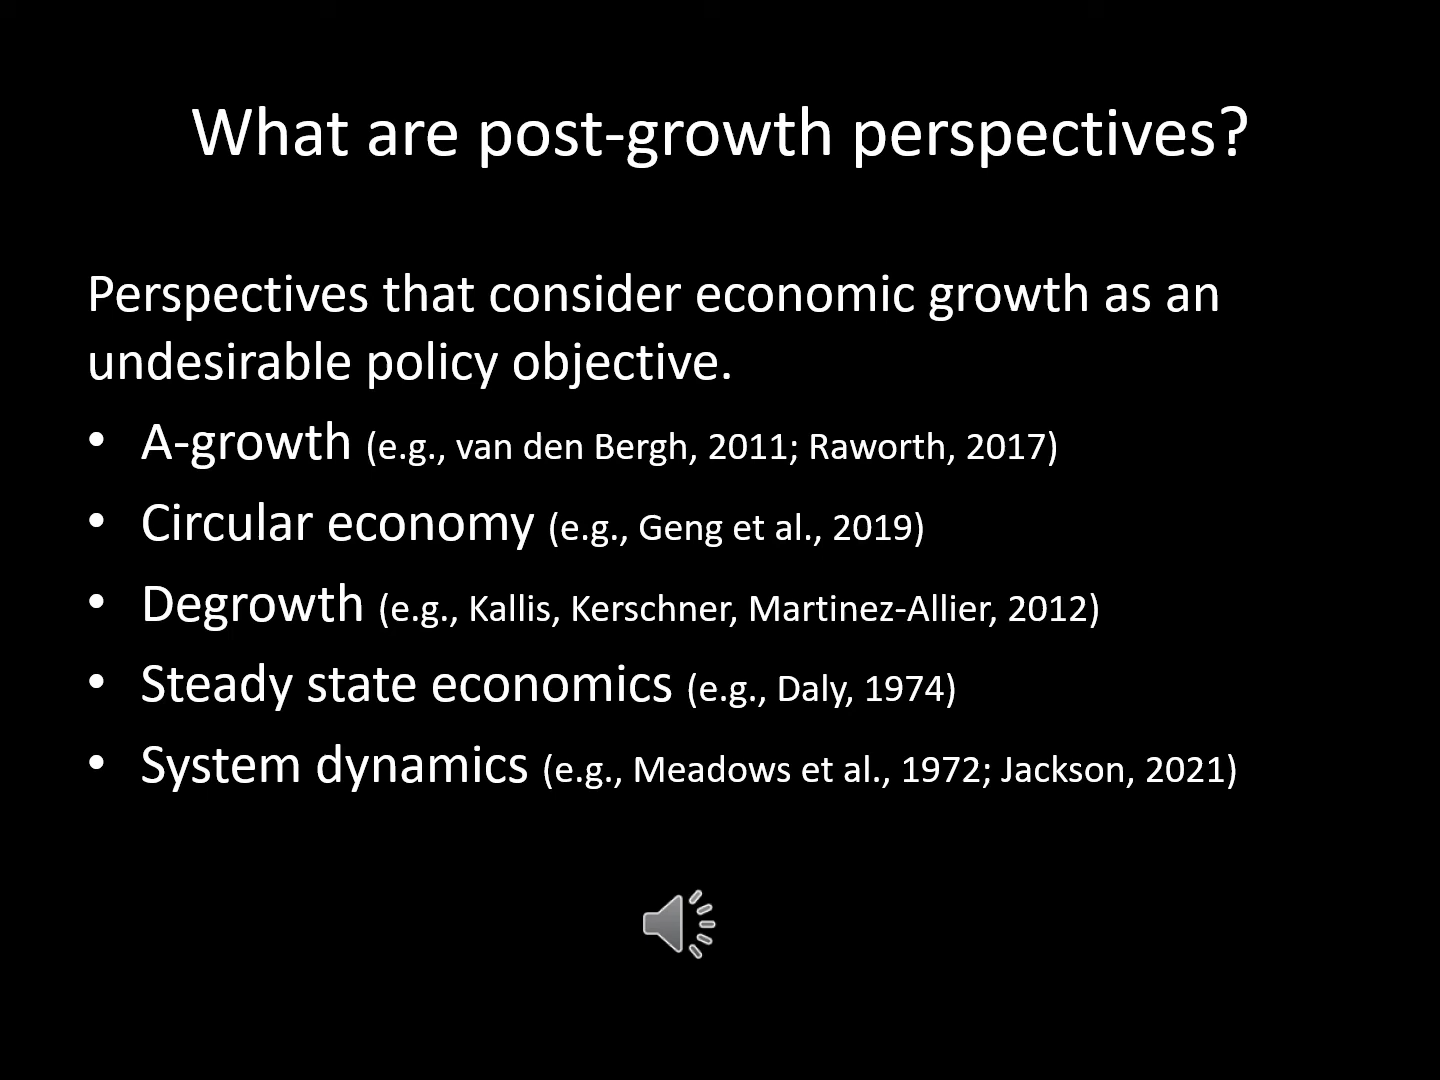 What are post-growth perspectives?
Perspectives that consider economic growth as an
undesirable policy objective.
• A-growth (e.g., van den Bergh, 2011; Raworth, 2017)
• Circular economy (e.g., Geng et al., 2019)
• Degrowth (e.g., Kallis, Kerschner, Martinez-Allier, 2012)
• Steady state economics (e.g., Daly, 1974)
• System dynamics (e.g., Meadows et al., 1972; Jackson, 2021)